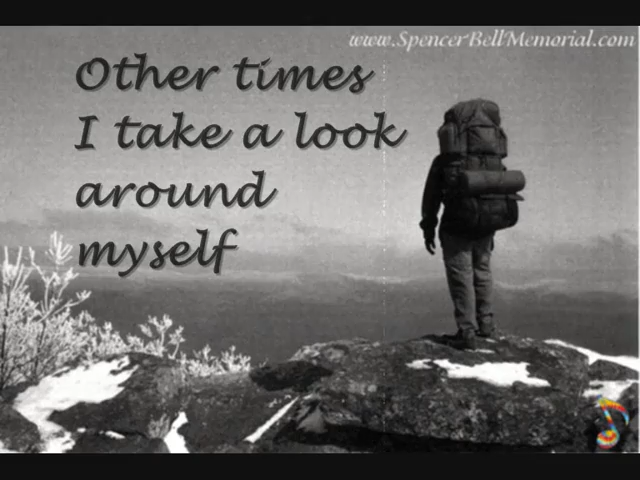 www.SpencerBellMemorial.com
Other times
I take a look
around
myself